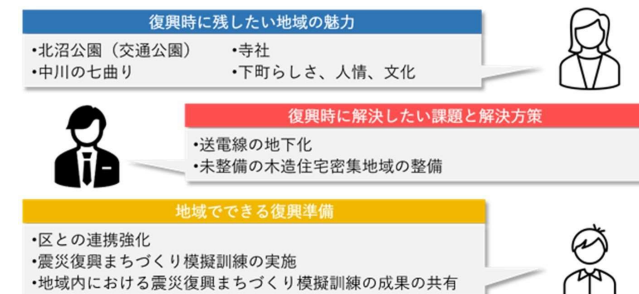 復興時に残したい地域の魅力
•北沼公園（交通公園） •寺社
•中川の七曲り •下町らしさ、人情、文化
復興時に解決したい課題と解決方策
•送電線の地下化
•未整備の木造住宅密集地域の整備
地域でできる復興準備
•区との連携強化
•震災復興まちづくり模擬訓練の実施
•地域内における震災復興まちづくり模擬訓練の成果の共有